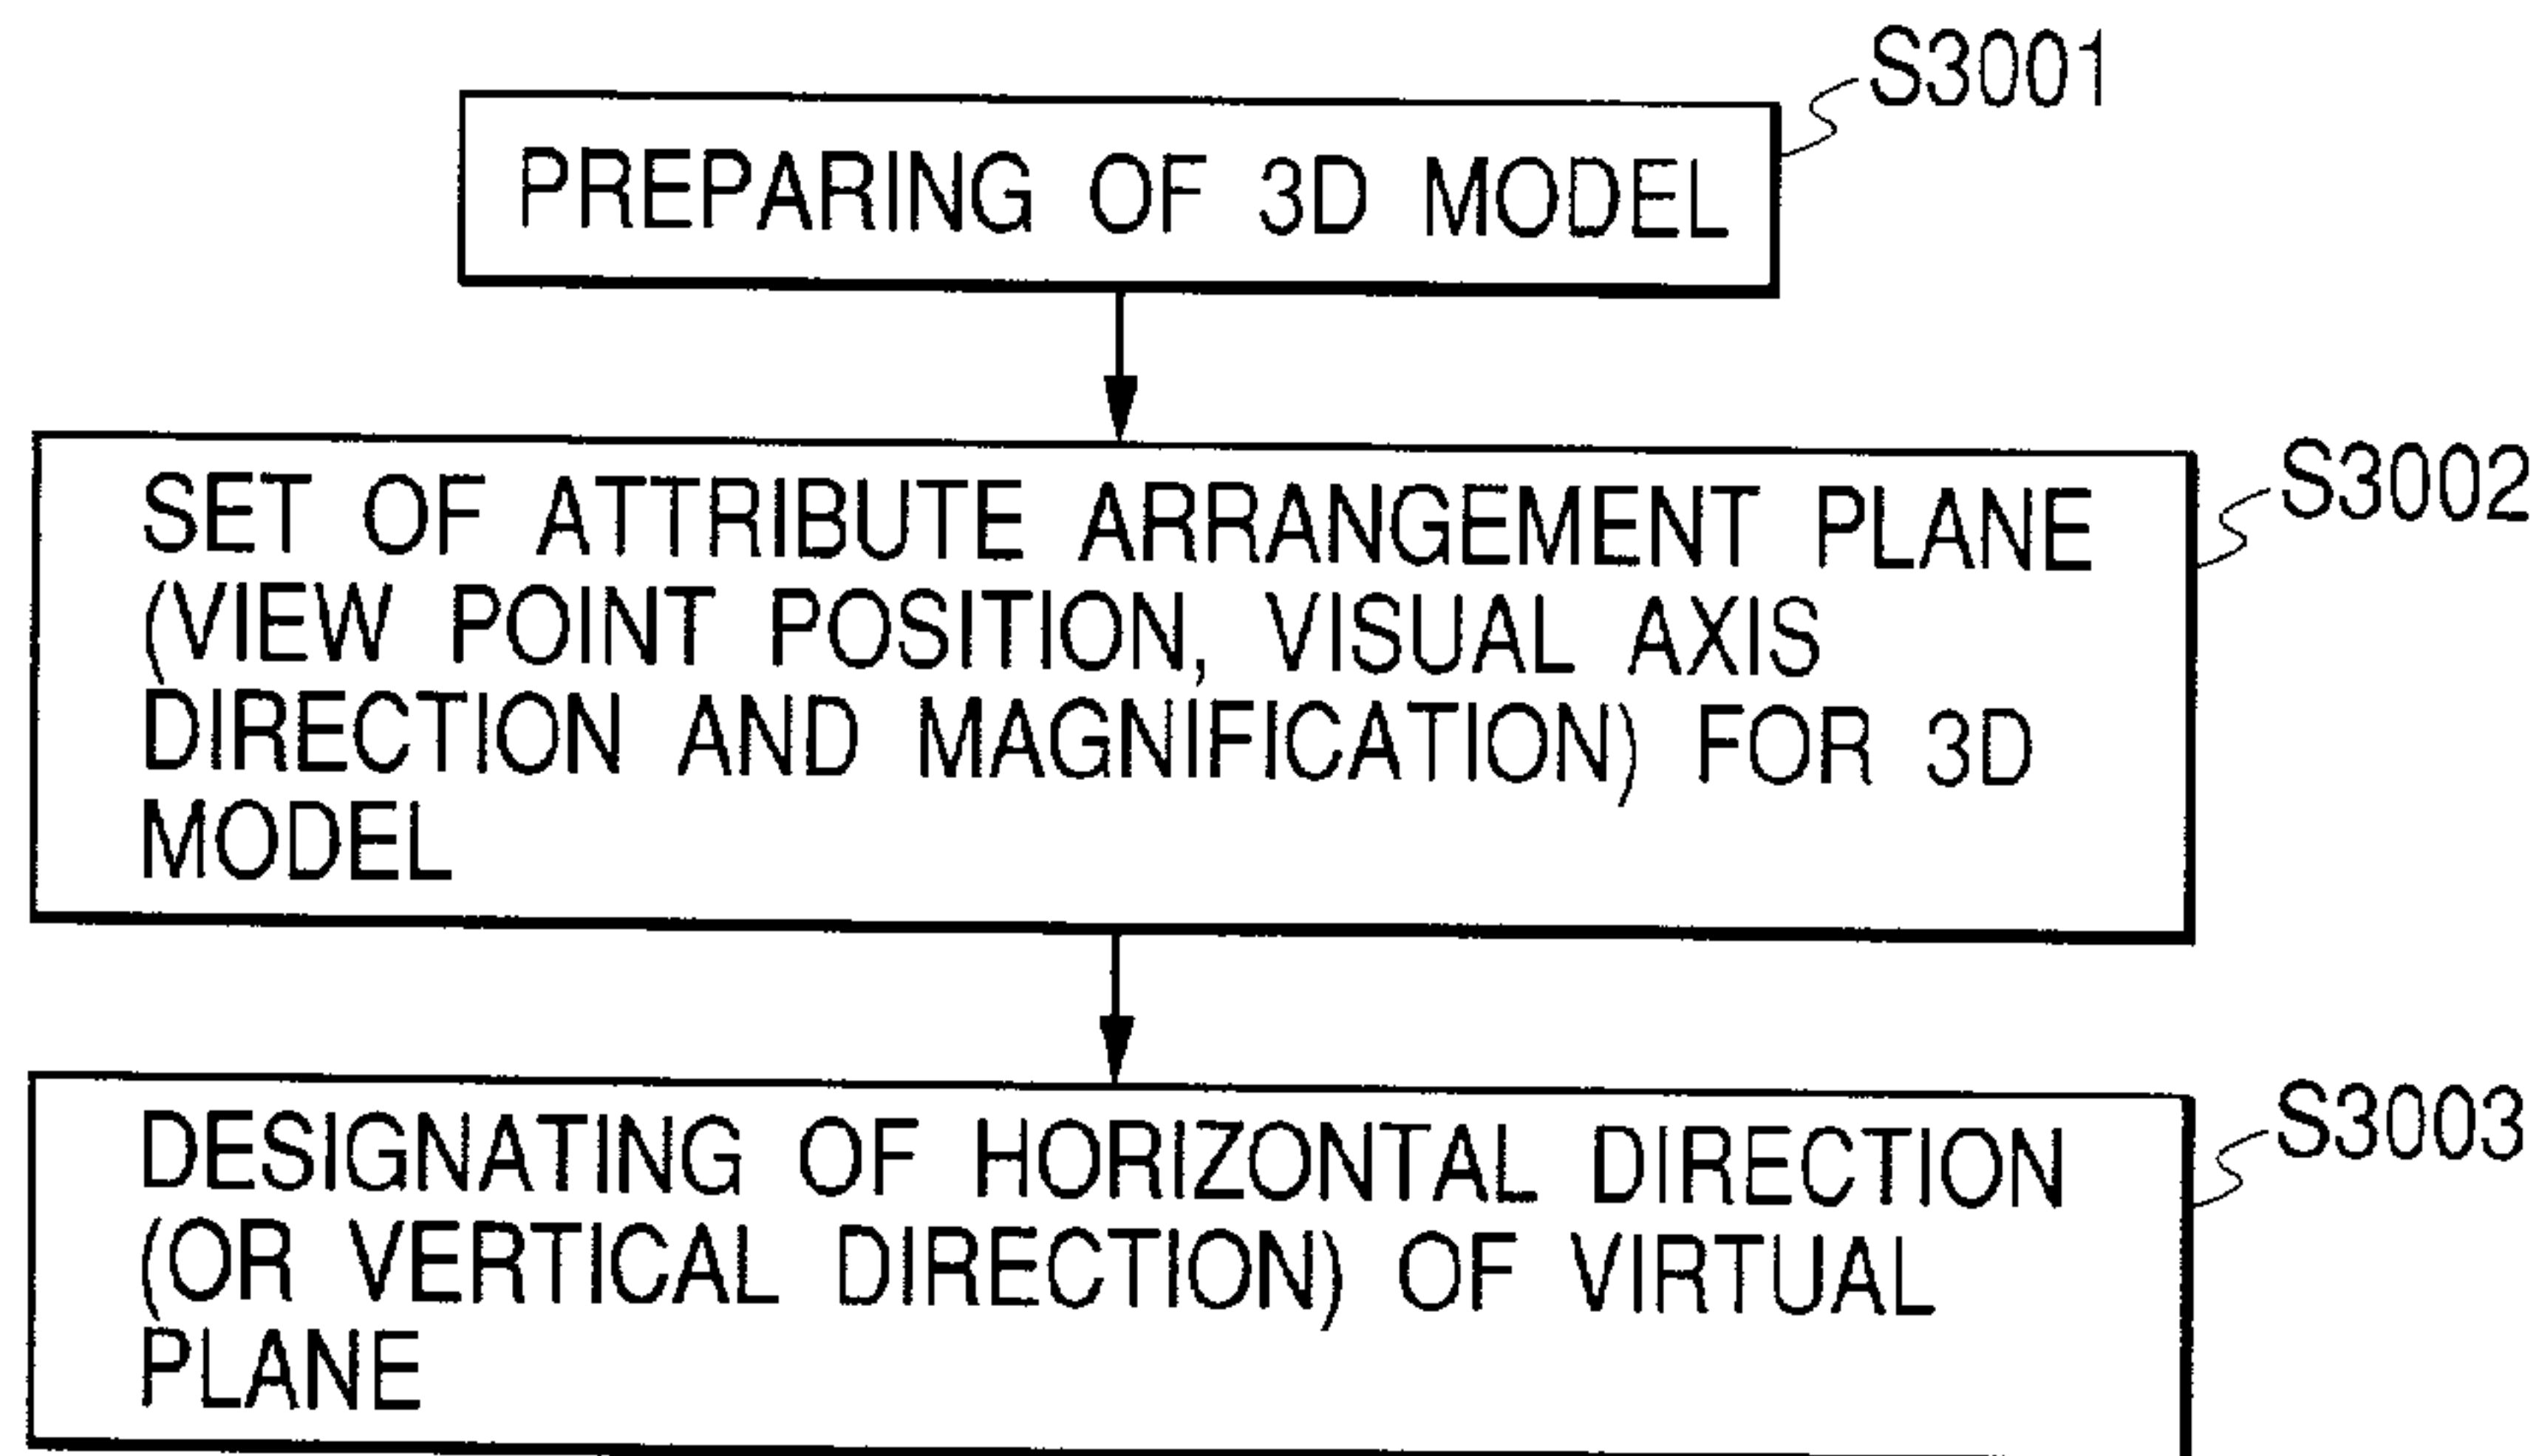 S3001
PREPARING OF 3D MODEL
S3002
SET OF ATTRIBUTE ARRANGEMENT PLANE
(VIEW POINT POSITION, VISUAL AXIS
DIRECTION AND MAGNIFICATION) FOR 3D
MODEL
S3003
DESIGNATING OF HORIZONTAL DIRECTION
(OR VERTICAL DIRECTION) OF VIRTUAL
PLANE